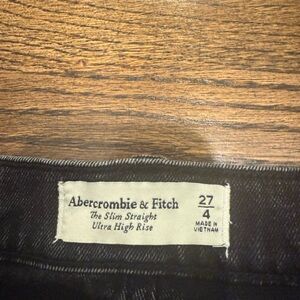 Abercrombie & Fitch
The Slim Straight
Ultra High Rise
27
4
MADE IN
VIETNAM